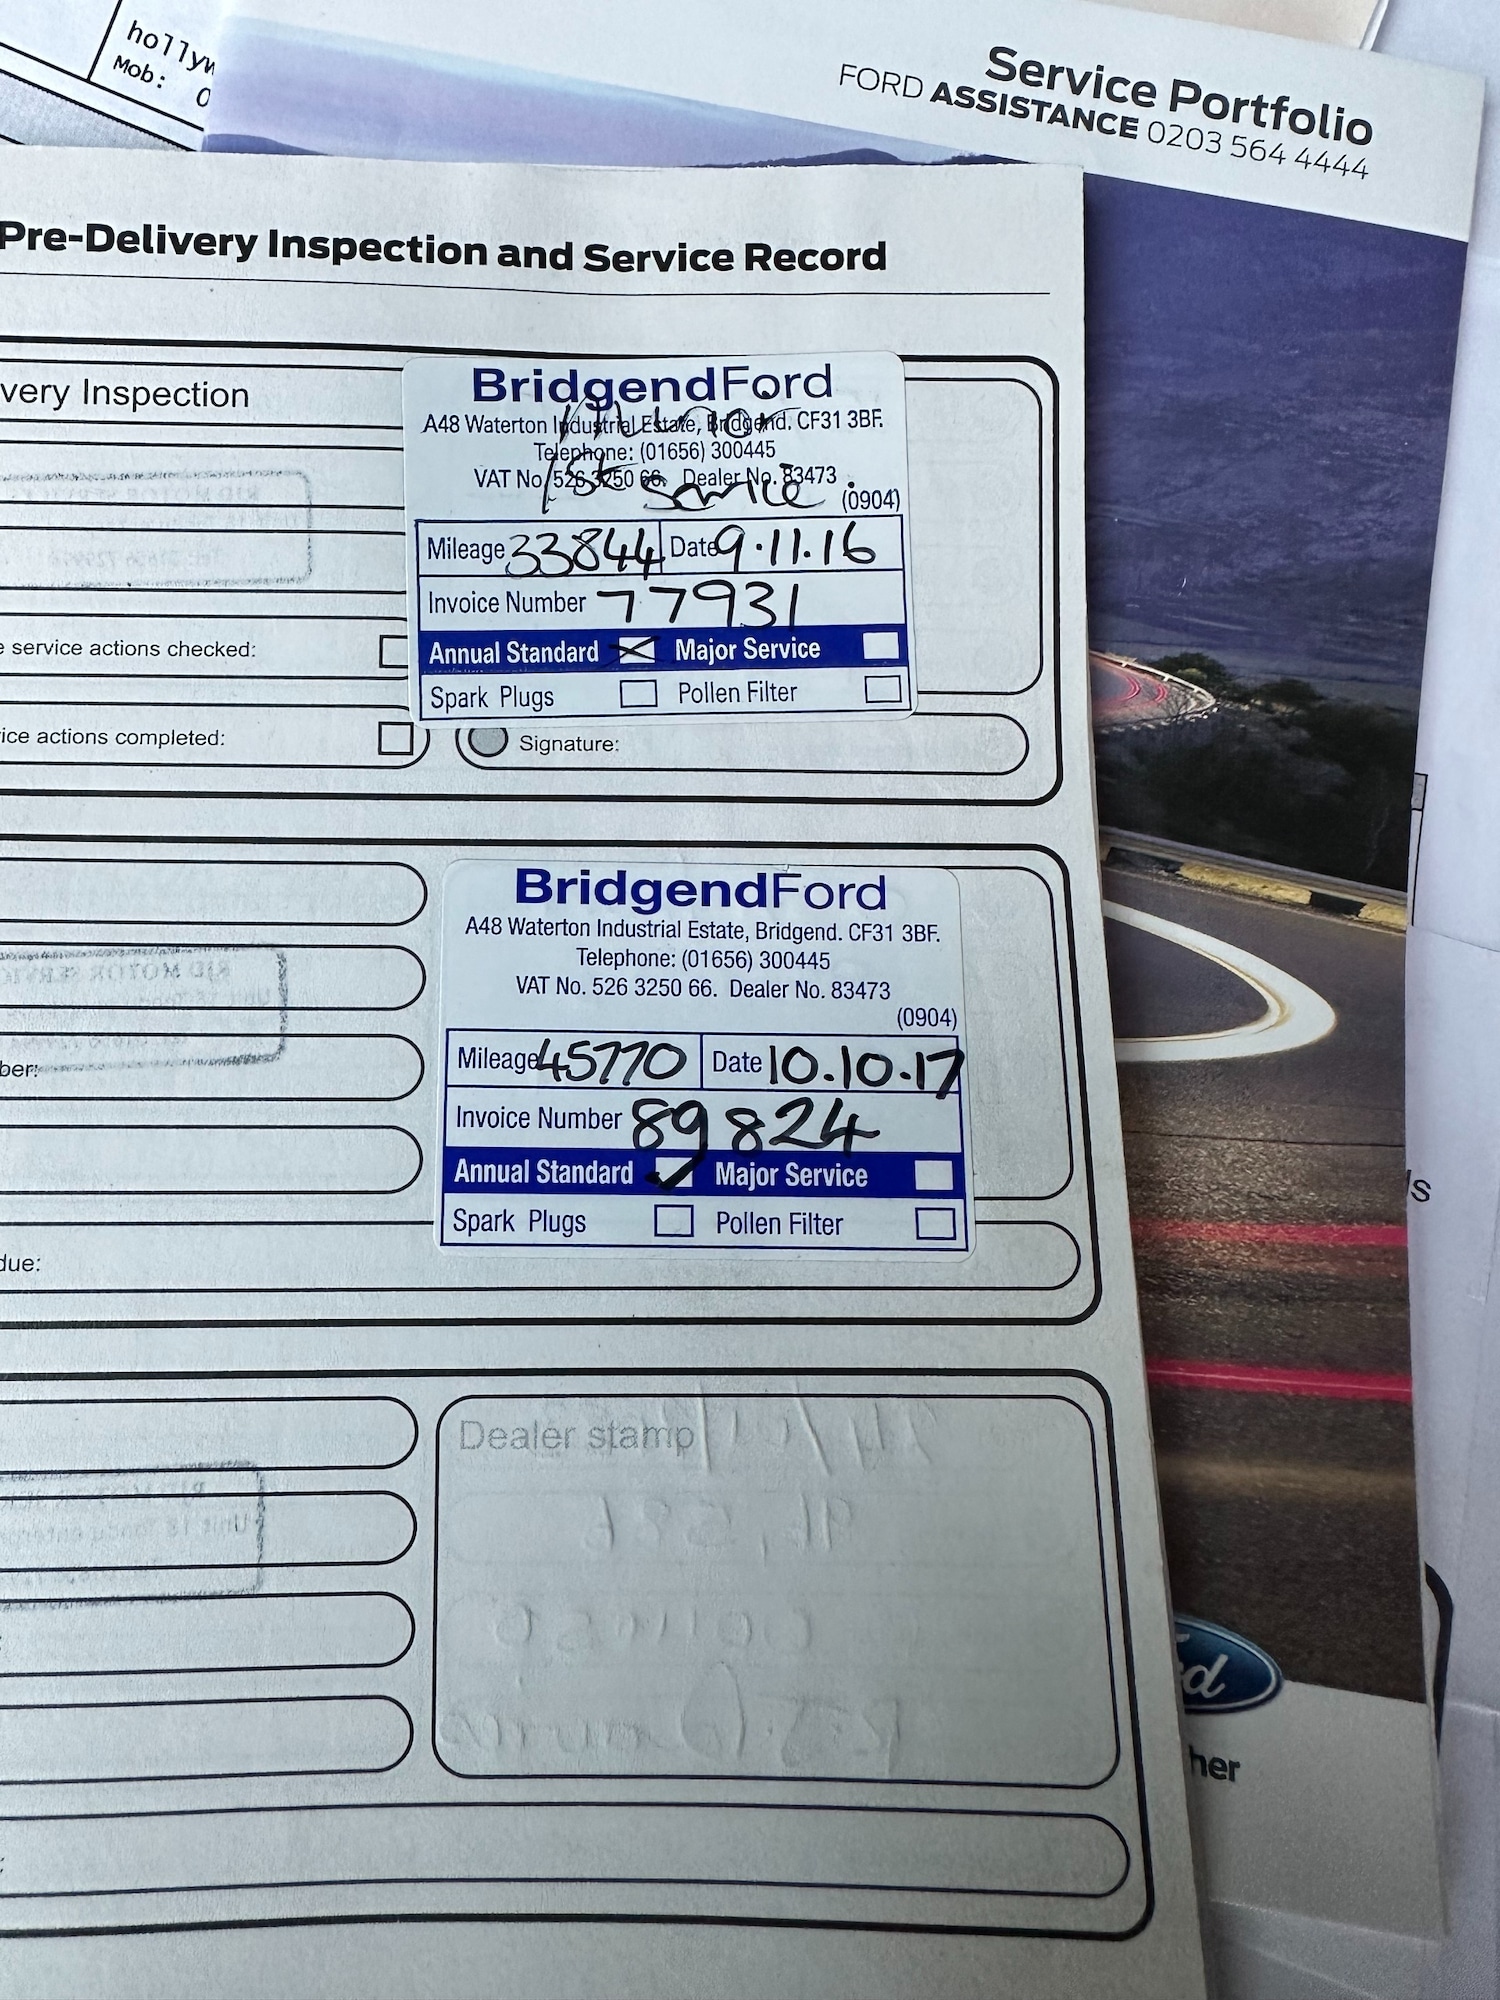 hollyw
Mob: 0
Service Portfolio
FORD ASSISTANCE 0203 564 4444
Pre-Delivery Inspection and Service Record
very Inspection
BridgendFord
A48 Waterton Industrial Estate, Bridgend. CF31 3BF.
Minor
Telephone: (01656) 300445
VAT No. 526 3250 66. Dealer No. 83473
1st Service
(0904)
Mileage 33844 Date 9.11.16
Invoice Number 77931
e service actions checked:
Annual Standard Major Service
Spark Plugs Pollen Filter
ice actions completed:
Signature:
BridgendFord
A48 Waterton Industrial Estate, Bridgend. CF31 3BF.
Telephone: (01656) 300445
VAT No. 526 3250 66. Dealer No. 83473
(0904)
Mileage 45770 Date 10.10.17
ber:
Invoice Number 89824
Annual Standard Major Service
Spark Plugs Pollen Filter
due:
ls
Dealer stamp
rd
her